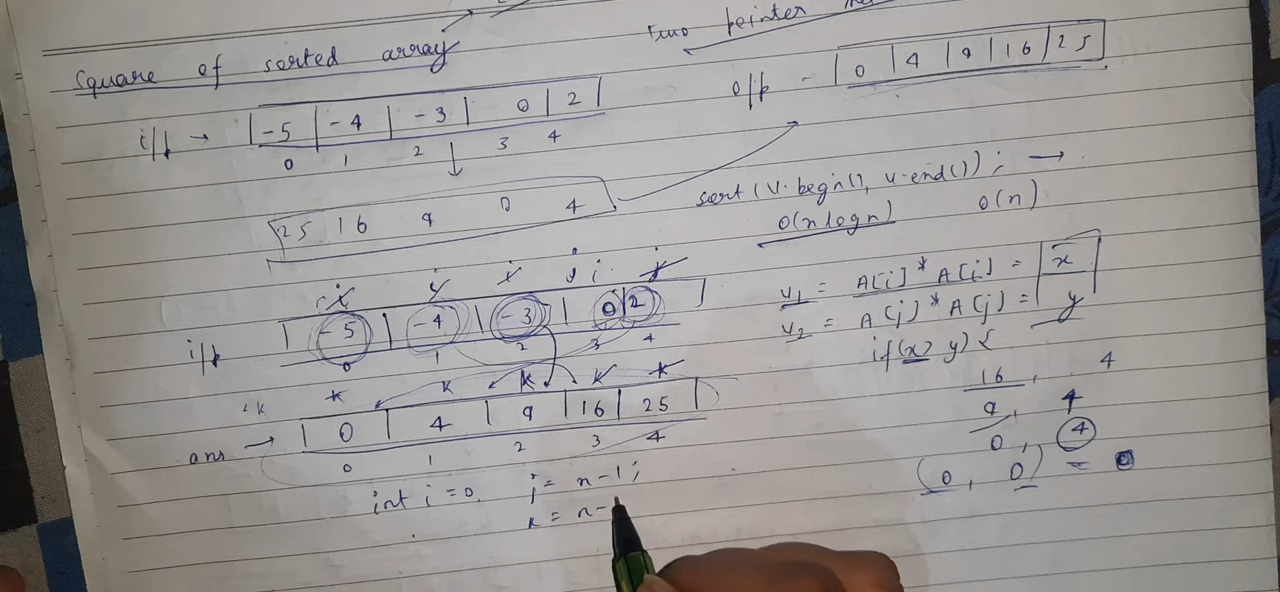 Two pointer
Square of sorted array
i/p → | -5 | -4 | -3 | 0 | 2 |
0 1 2 3 4
o/p - | 0 | 4 | 9 | 16 | 25
25 16 9 0 4
sort(v.begin(), v.end()); →
O(nlogn) O(n)
i i i j i j
i/p | -5 | -4 | -3 | 0 | 2 |
0 1 2 3 4
v1 = A[i] * A[i] = x
v2 = A[j] * A[j] = y
if(x> y) {
16, 4
9, 4
0, 4
(0, 0) = 0
k k k k k k
ans → | 0 | 4 | 9 | 16 | 25 |
0 1 2 3 4
int i = 0, j = n-1;
k = n-